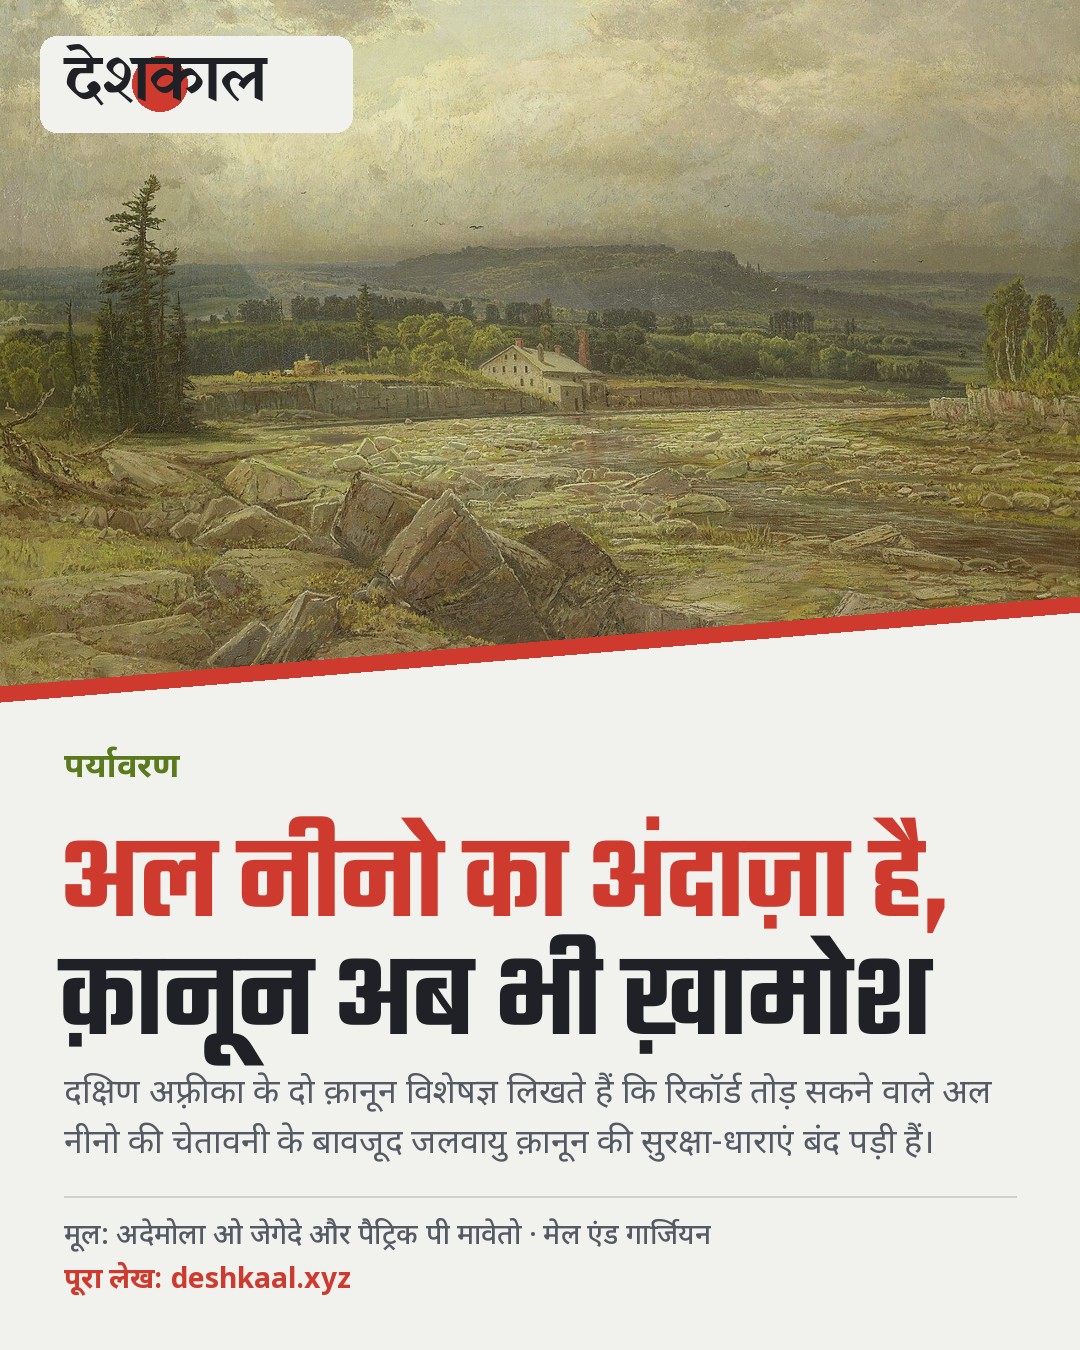 देशकाल
पर्यावरण
अल नीनो का अंदाज़ा है,
क़ानून अब भी ख़ामोश
दक्षिण अफ़्रीका के दो क़ानून विशेषज्ञ लिखते हैं कि रिकॉर्ड तोड़ सकने वाले अल
नीनो की चेतावनी के बावजूद जलवायु क़ानून की सुरक्षा-धाराएं बंद पड़ी हैं।
मूल: अदेमोला ओ जेगेदे और पैट्रिक पी मावेतो · मेल एंड गार्जियन
पूरा लेख: deshkaal.xyz